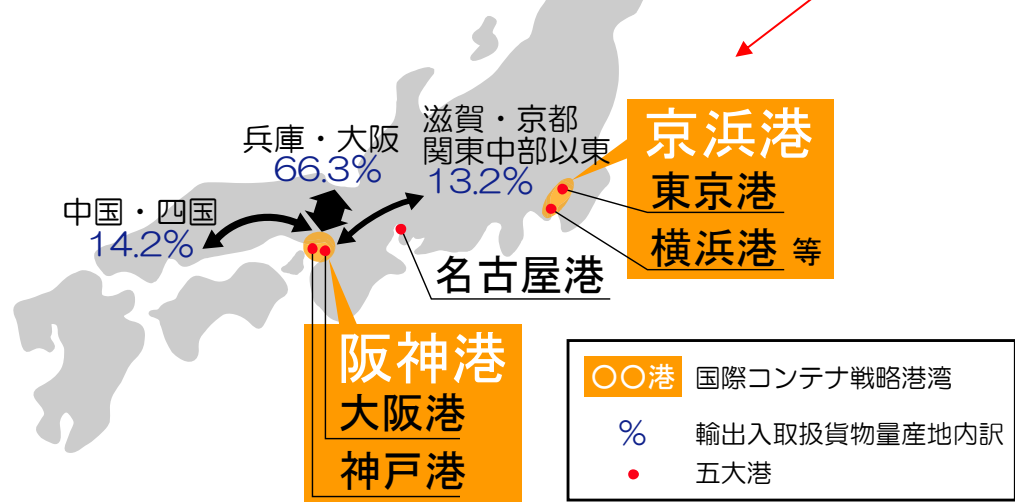 兵庫・大阪
66.3%
滋賀・京都
関東中部以東
13.2%
中国・四国
14.2%
京浜港
東京港
横浜港 等
名古屋港
阪神港
大阪港
神戸港
〇〇港 国際コンテナ戦略港湾
% 輸出入取扱貨物量産地内訳
五大港